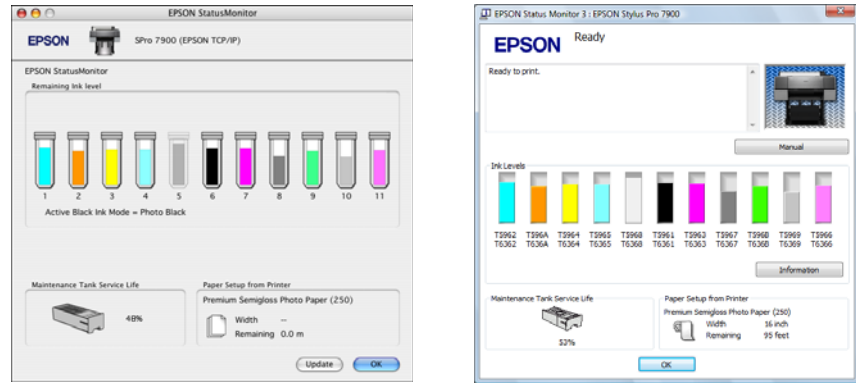 EPSON StatusMonitor
EPSON
SPro 7900 (EPSON TCP/IP)
EPSON StatusMonitor
Remaining Ink level
1 2 3 4 5 6 7 8 9 10 11
Active Black Ink Mode = Photo Black
Maintenance Tank Service Life
48%
Paper Setup from Printer
Premium Semigloss Photo Paper (250)
Width --
Remaining 0.0 m
Update
OK
EPSON Status Monitor 3 : EPSON Stylus Pro 7900
EPSON
Ready
Ready to print.
Manual
Ink Levels
T5962 T596A T5964 T5965 T5968 T5961 T5963 T5967 T596B T5969 T5966
T6362 T636A T6364 T6365 T6368 T6361 T6363 T6367 T636B T6369 T6366
Information
Maintenance Tank Service Life
53%
Paper Setup from Printer
Premium Semigloss Photo Paper (250)
Width 16 inch
Remaining 95 feet
OK